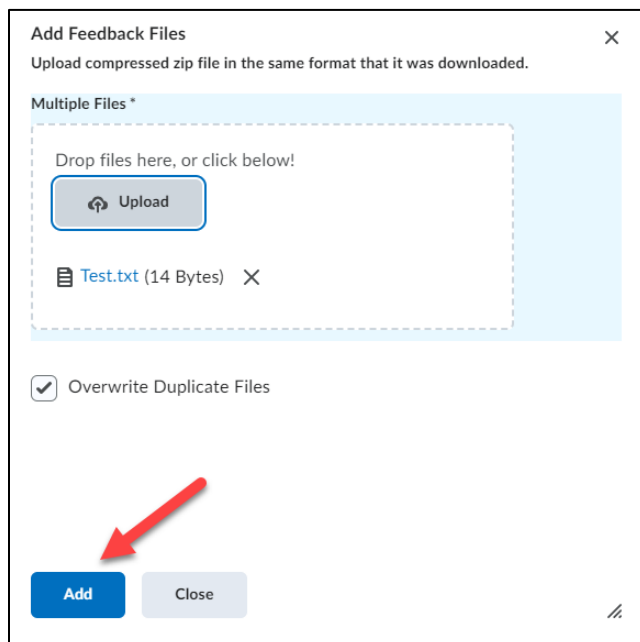 Add Feedback Files
Upload compressed zip file in the same format that it was downloaded.
Multiple Files *
Drop files here, or click below!
Upload
Test.txt (14 Bytes)
Overwrite Duplicate Files
Add
Close